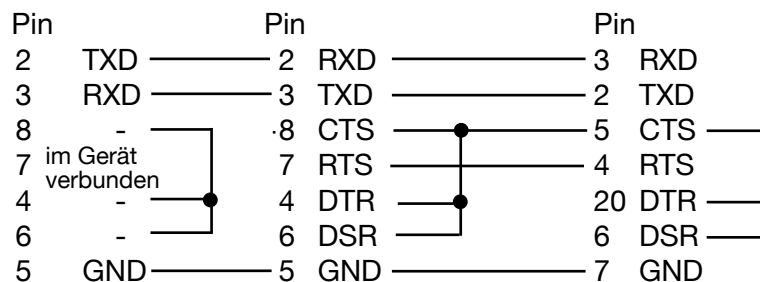 Pin Pin Pin
2 TXD 2 RXD 3 RXD
3 RXD 3 TXD 2 TXD
8 - 8 CTS 5 CTS
7 im Gerät verbunden 7 RTS 4 RTS
4 - 4 DTR 20 DTR
6 - 6 DSR 6 DSR
5 GND 5 GND 7 GND